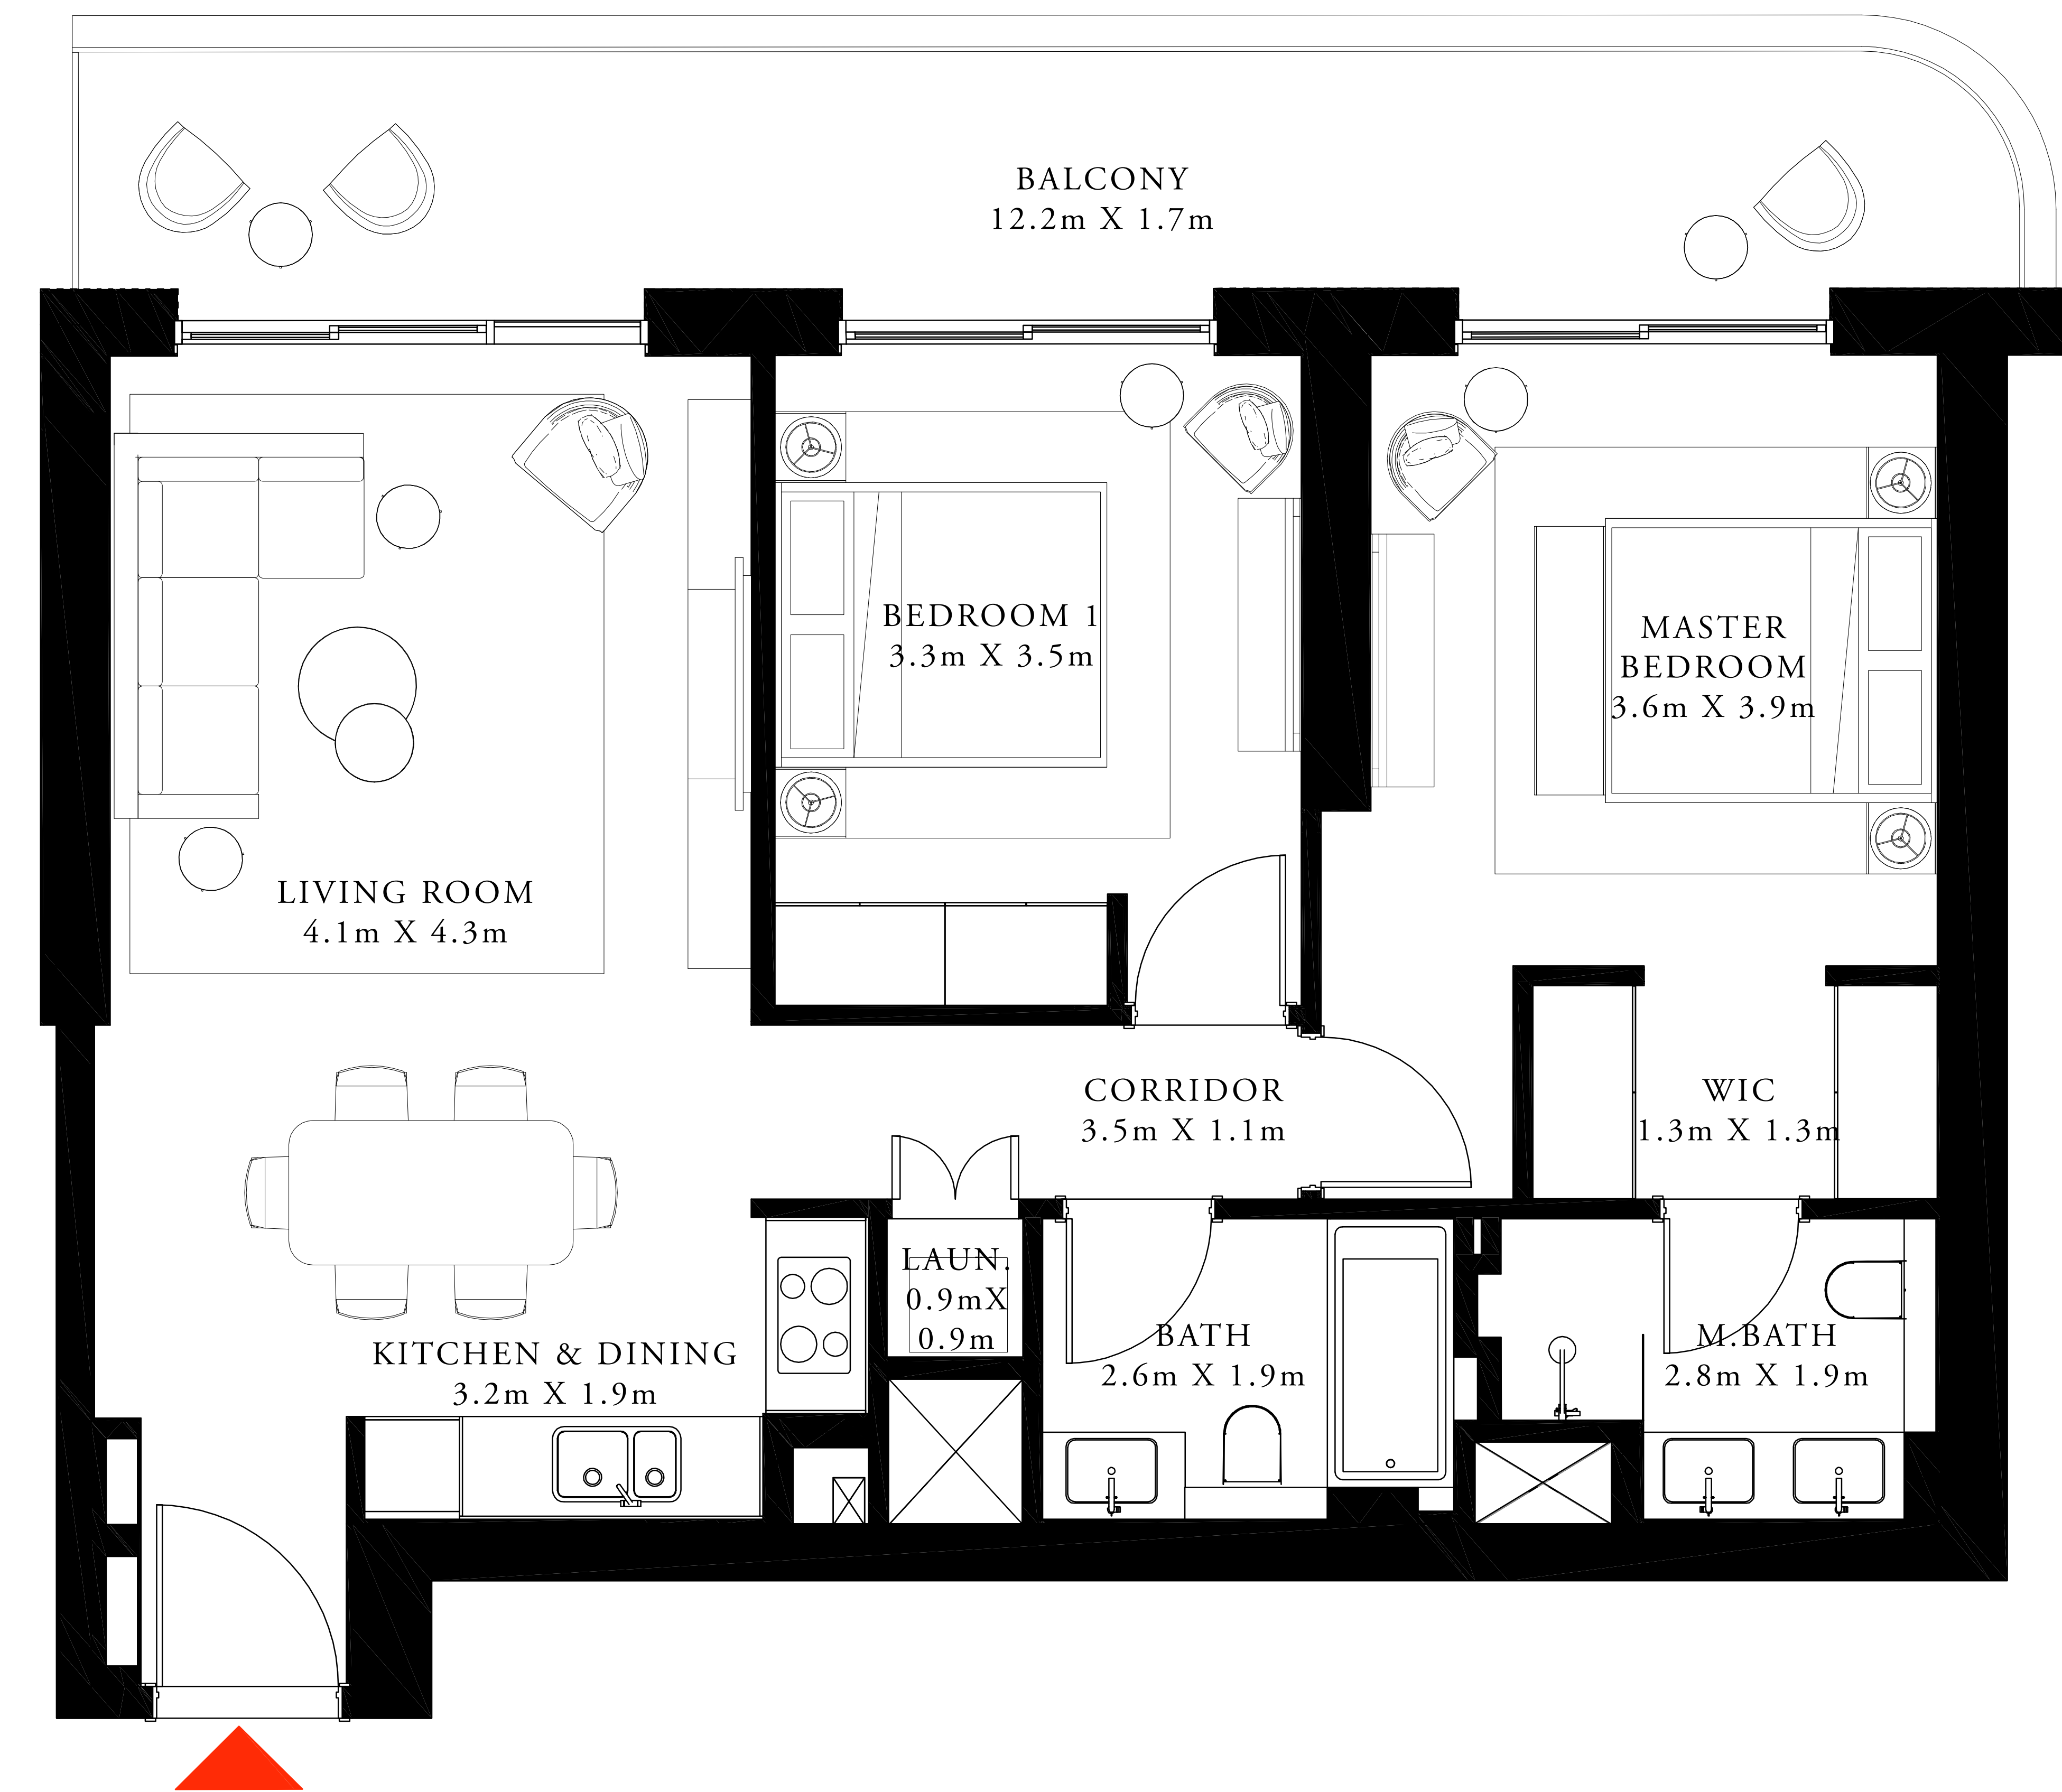 BALCONY
12.2m X 1.7m
BEDROOM 1
3.3m X 3.5m
MASTER
BEDROOM
3.6m X 3.9m
LIVING ROOM
4.1m X 4.3m
CORRIDOR
3.5m X 1.1m
WIC
1.3m X 1.3m
LAUN.
0.9mX
0.9m
KITCHEN & DINING
3.2m X 1.9m
BATH
2.6m X 1.9m
M.BATH
2.8m X 1.9m